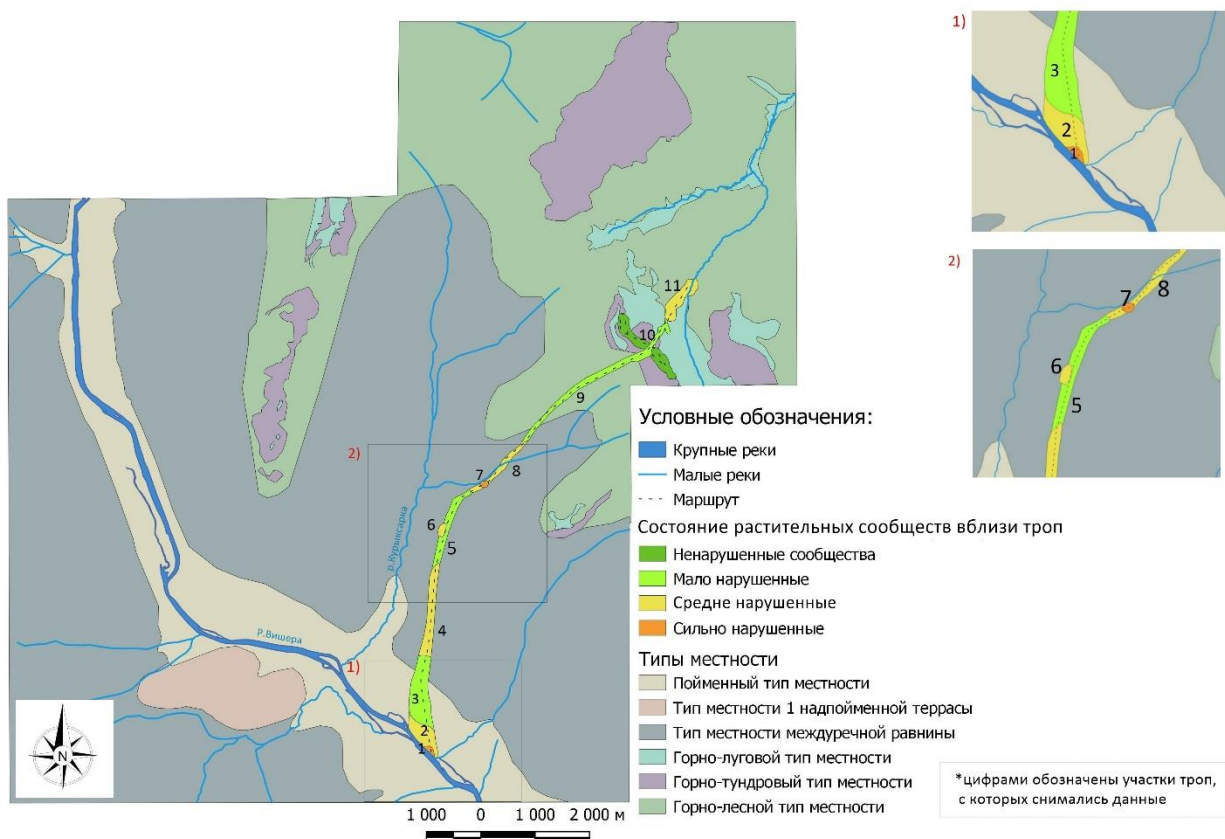 1)
3
2
1
2)
7
8
6
5
11
10
9
8
7
2)
6
5
р.Курыксарка
4
р.Вишера
1)
3
2
1
N
1 000 0 1 000 2 000 м
Условные обозначения:
Крупные реки
Малые реки
Маршрут
Состояние растительных сообществ вблизи троп
Ненарушенные сообщества
Мало нарушенные
Средне нарушенные
Сильно нарушенные
Типы местности
Пойменный тип местности
Тип местности 1 надпойменной террасы
Тип местности междуречной равнины
Горно-луговой тип местности
Горно-тундровый тип местности
Горно-лесной тип местности
*цифрами обозначены участки троп,
с которых снимались данные